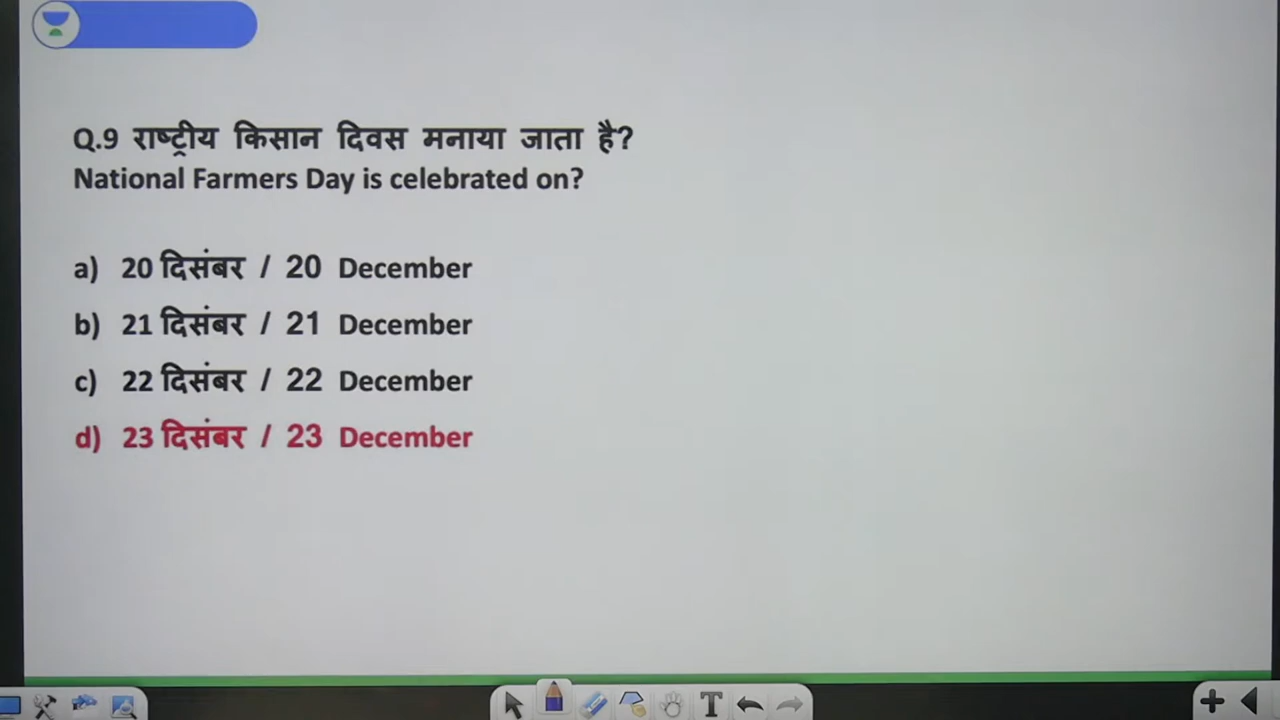 Q.9 राष्ट्रीय किसान दिवस मनाया जाता है?
National Farmers Day is celebrated on?
a) 20 दिसंबर / 20 December
b) 21 दिसंबर / 21 December
c) 22 दिसंबर / 22 December
d) 23 दिसंबर / 23 December
T